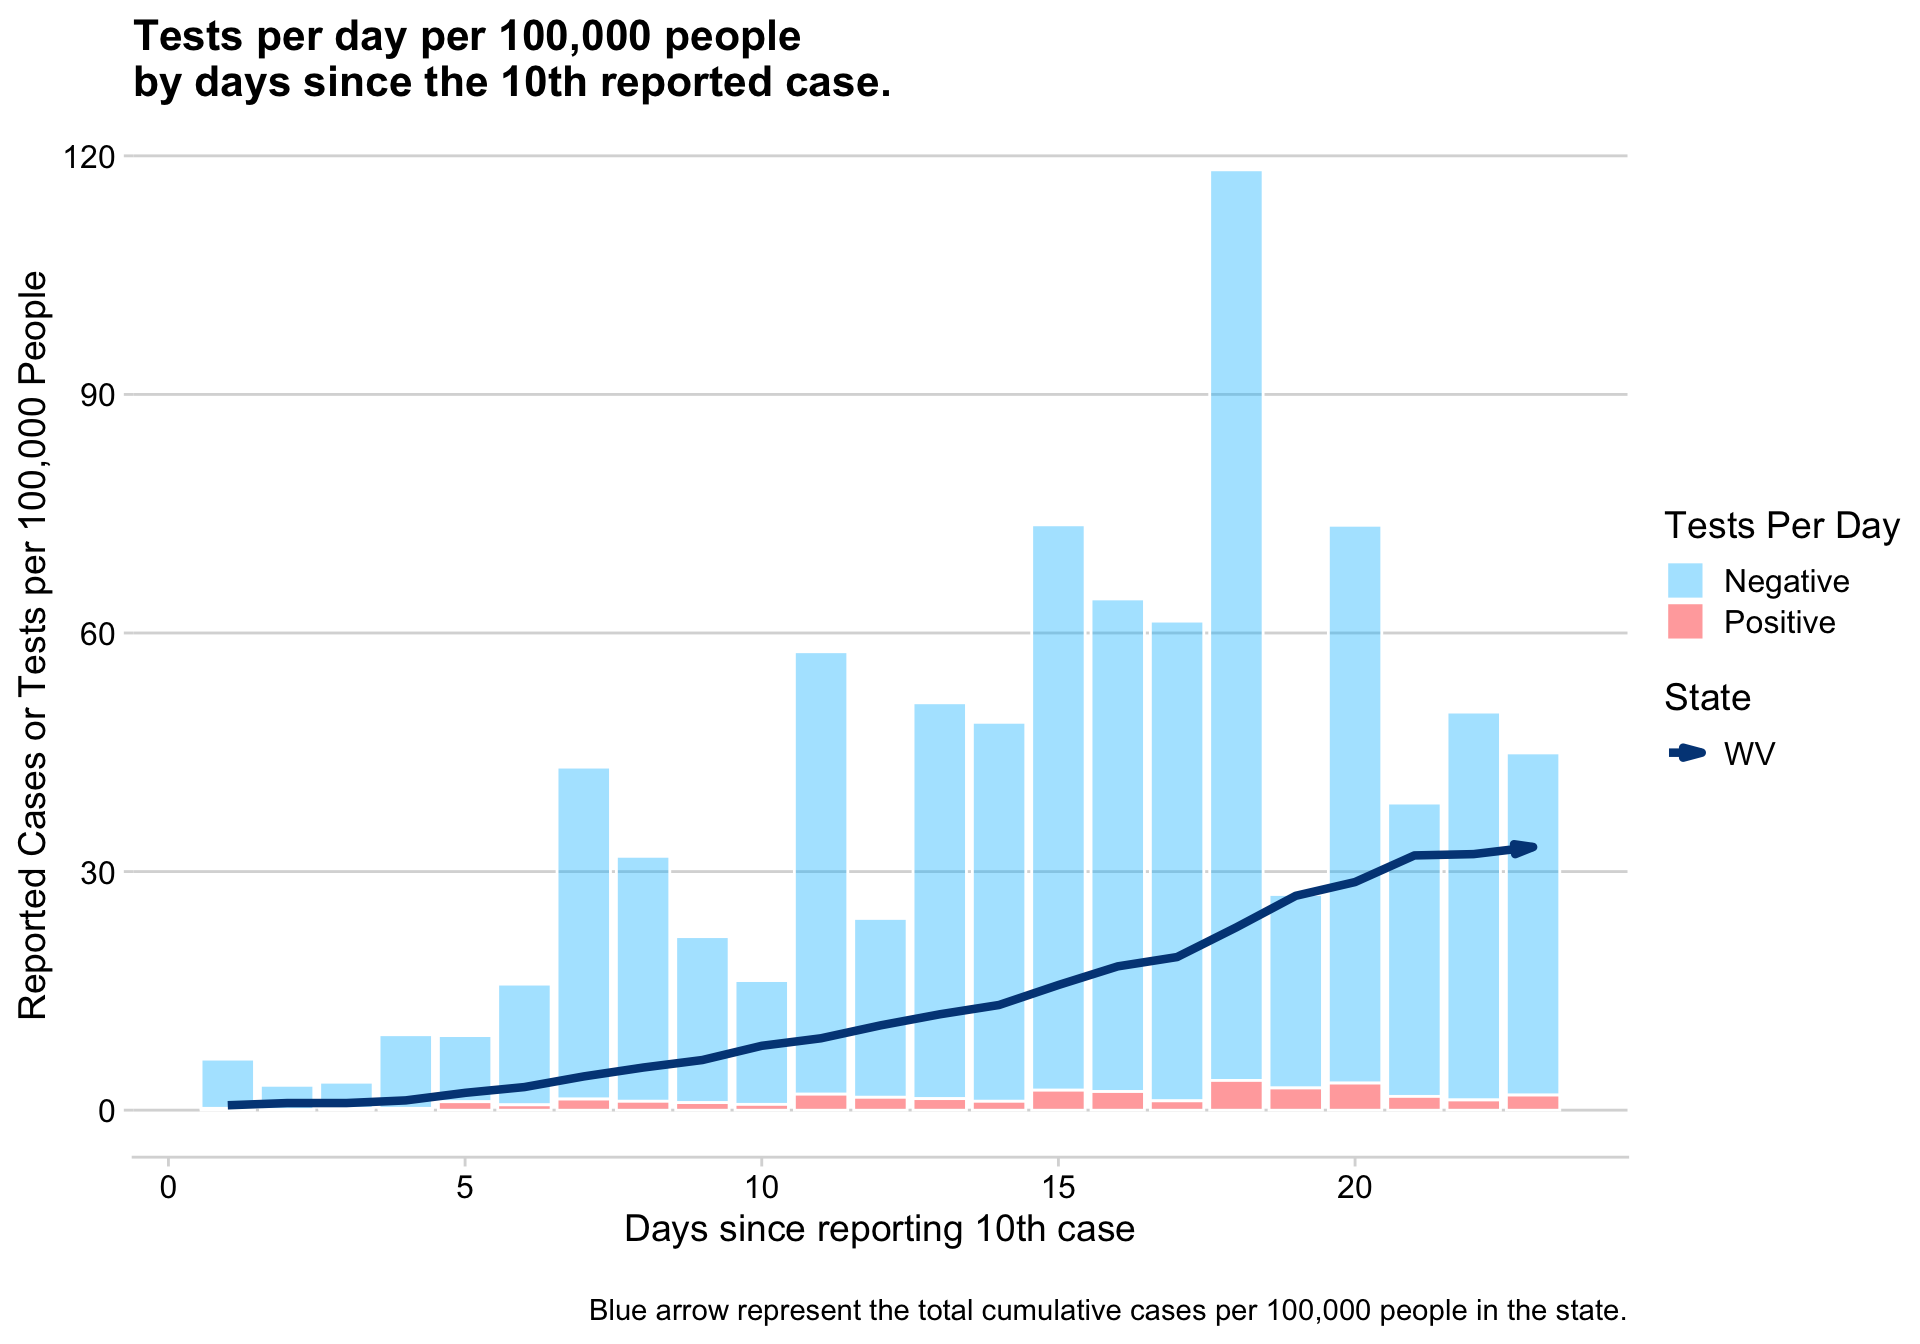 Tests per day per 100,000 people
by days since the 10th reported case.
Reported Cases or Tests per 100,000 People
120
90
60
30
0
0
5
10
15
20
Days since reporting 10th case
Tests Per Day
Negative
Positive
State
WV
Blue arrow represent the total cumulative cases per 100,000 people in the state.